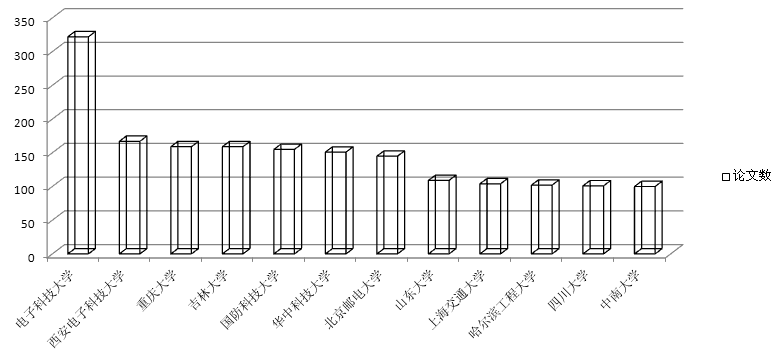 350
300
250
200
150
100
50
0
电子科技大学
西安电子科技大学
重庆大学
吉林大学
国防科技大学
华中科技大学
北京邮电大学
山东大学
上海交通大学
哈尔滨工程大学
四川大学
中南大学
论文数